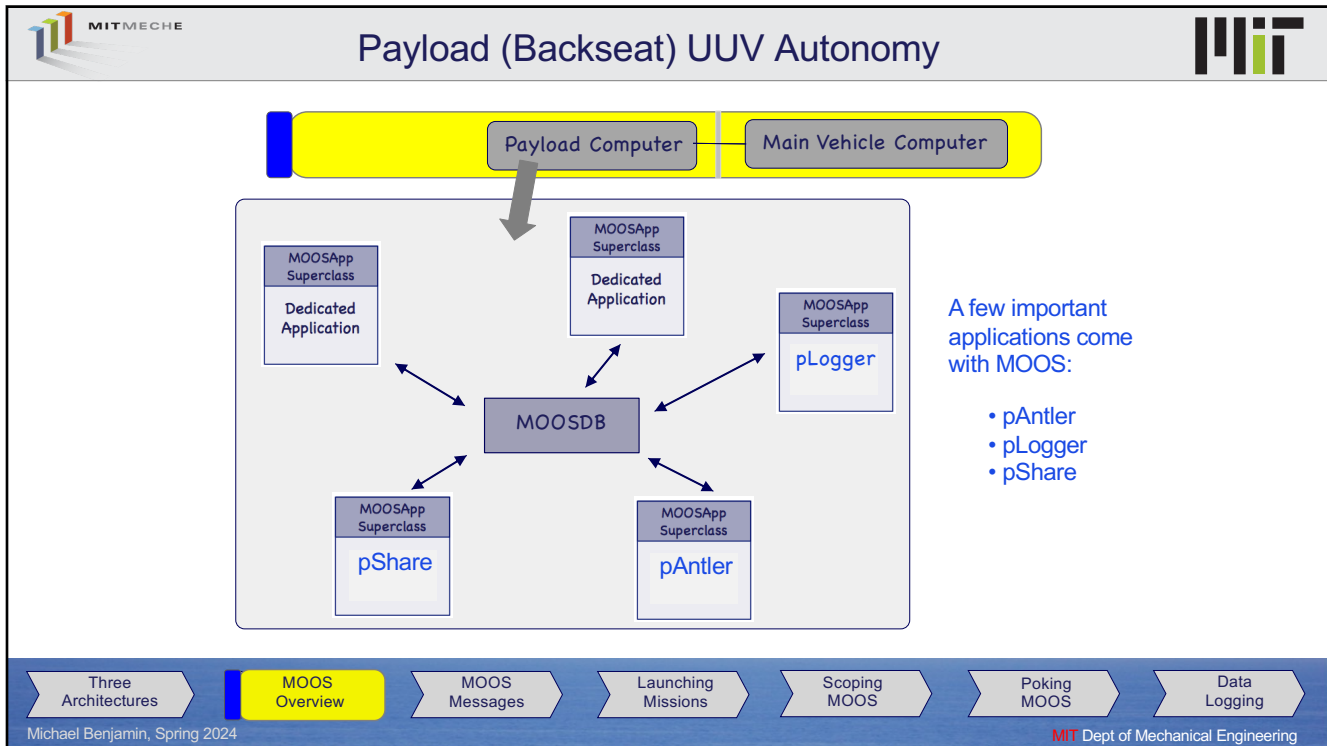 MITMECHE
Payload (Backseat) UUV Autonomy
MIT
Payload Computer
Main Vehicle Computer
MOOSApp
Superclass
Dedicated
Application
MOOSApp
Superclass
Dedicated
Application
MOOSApp
Superclass
pLogger
MOOSDB
MOOSApp
Superclass
pShare
MOOSApp
Superclass
pAntler
A few important
applications come
with MOOS:
• pAntler
• pLogger
• pShare
Three
Architectures
MOOS
Overview
MOOS
Messages
Launching
Missions
Scoping
MOOS
Poking
MOOS
Data
Logging
Michael Benjamin, Spring 2024
MIT Dept of Mechanical Engineering